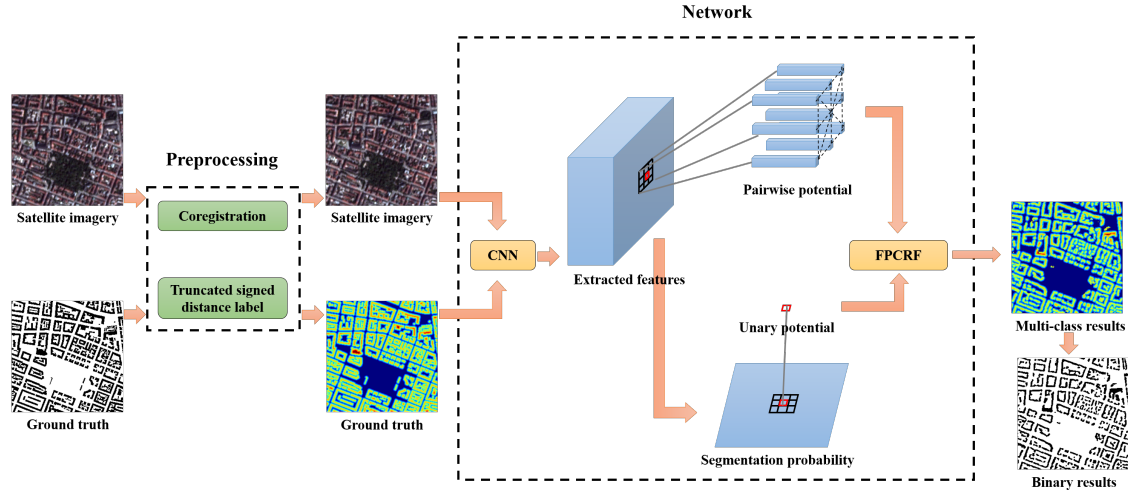 Network
Preprocessing
Satellite imagery
Coregistration
Satellite imagery
Truncated signed
distance label
Ground truth
Ground truth
CNN
Extracted features
Pairwise potential
Unary potential
Segmentation probability
FPCRF
Multi-class results
Binary results